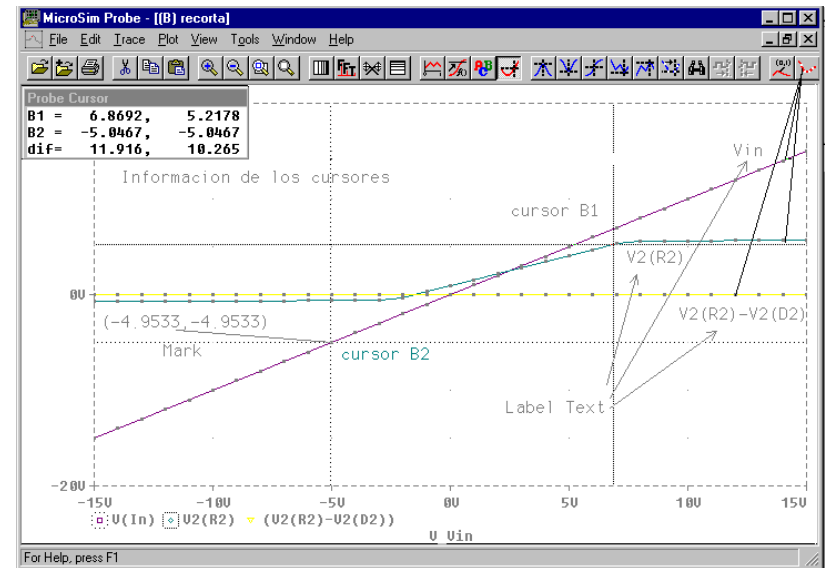 MicroSim Probe - [(B) recorta]
File Edit Trace Plot View Tools Window Help
Probe Cursor
B1 = 6.8692, 5.2178
B2 = -5.0467, -5.0467
dif= 11.916, 10.265
Vin
Informacion de los cursores
cursor B1
V2(R2)
0V
(-4.9533,-4.9533)
V2(R2)-V2(D2)
Mark
cursor B2
Label Text
-20V
-15V -10V -5V 0V 5V 10V 15V
V(In) V2(R2) (V2(R2)-V2(D2))
V_Vin
For Help, press F1